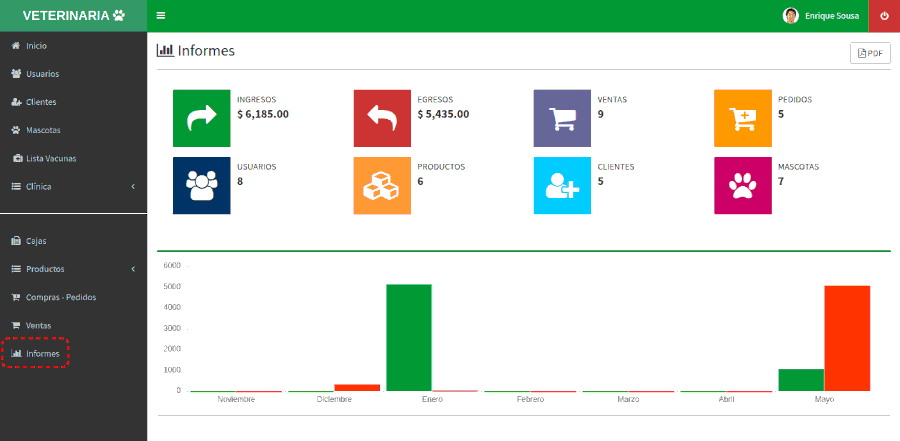 VETERINARIA
Enrique Sousa
Inicio
Usuarios
Clientes
Mascotas
Lista Vacunas
Clínica
Cajas
Productos
Compras - Pedidos
Ventas
Informes
Informes
PDF
INGRESOS
$ 6,185.00
EGRESOS
$ 5,435.00
VENTAS
9
PEDIDOS
5
USUARIOS
8
PRODUCTOS
6
CLIENTES
5
MASCOTAS
7
6000
5000
4000
3000
2000
1000
0
Noviembre Diciembre Enero Febrero Marzo Abril Mayo